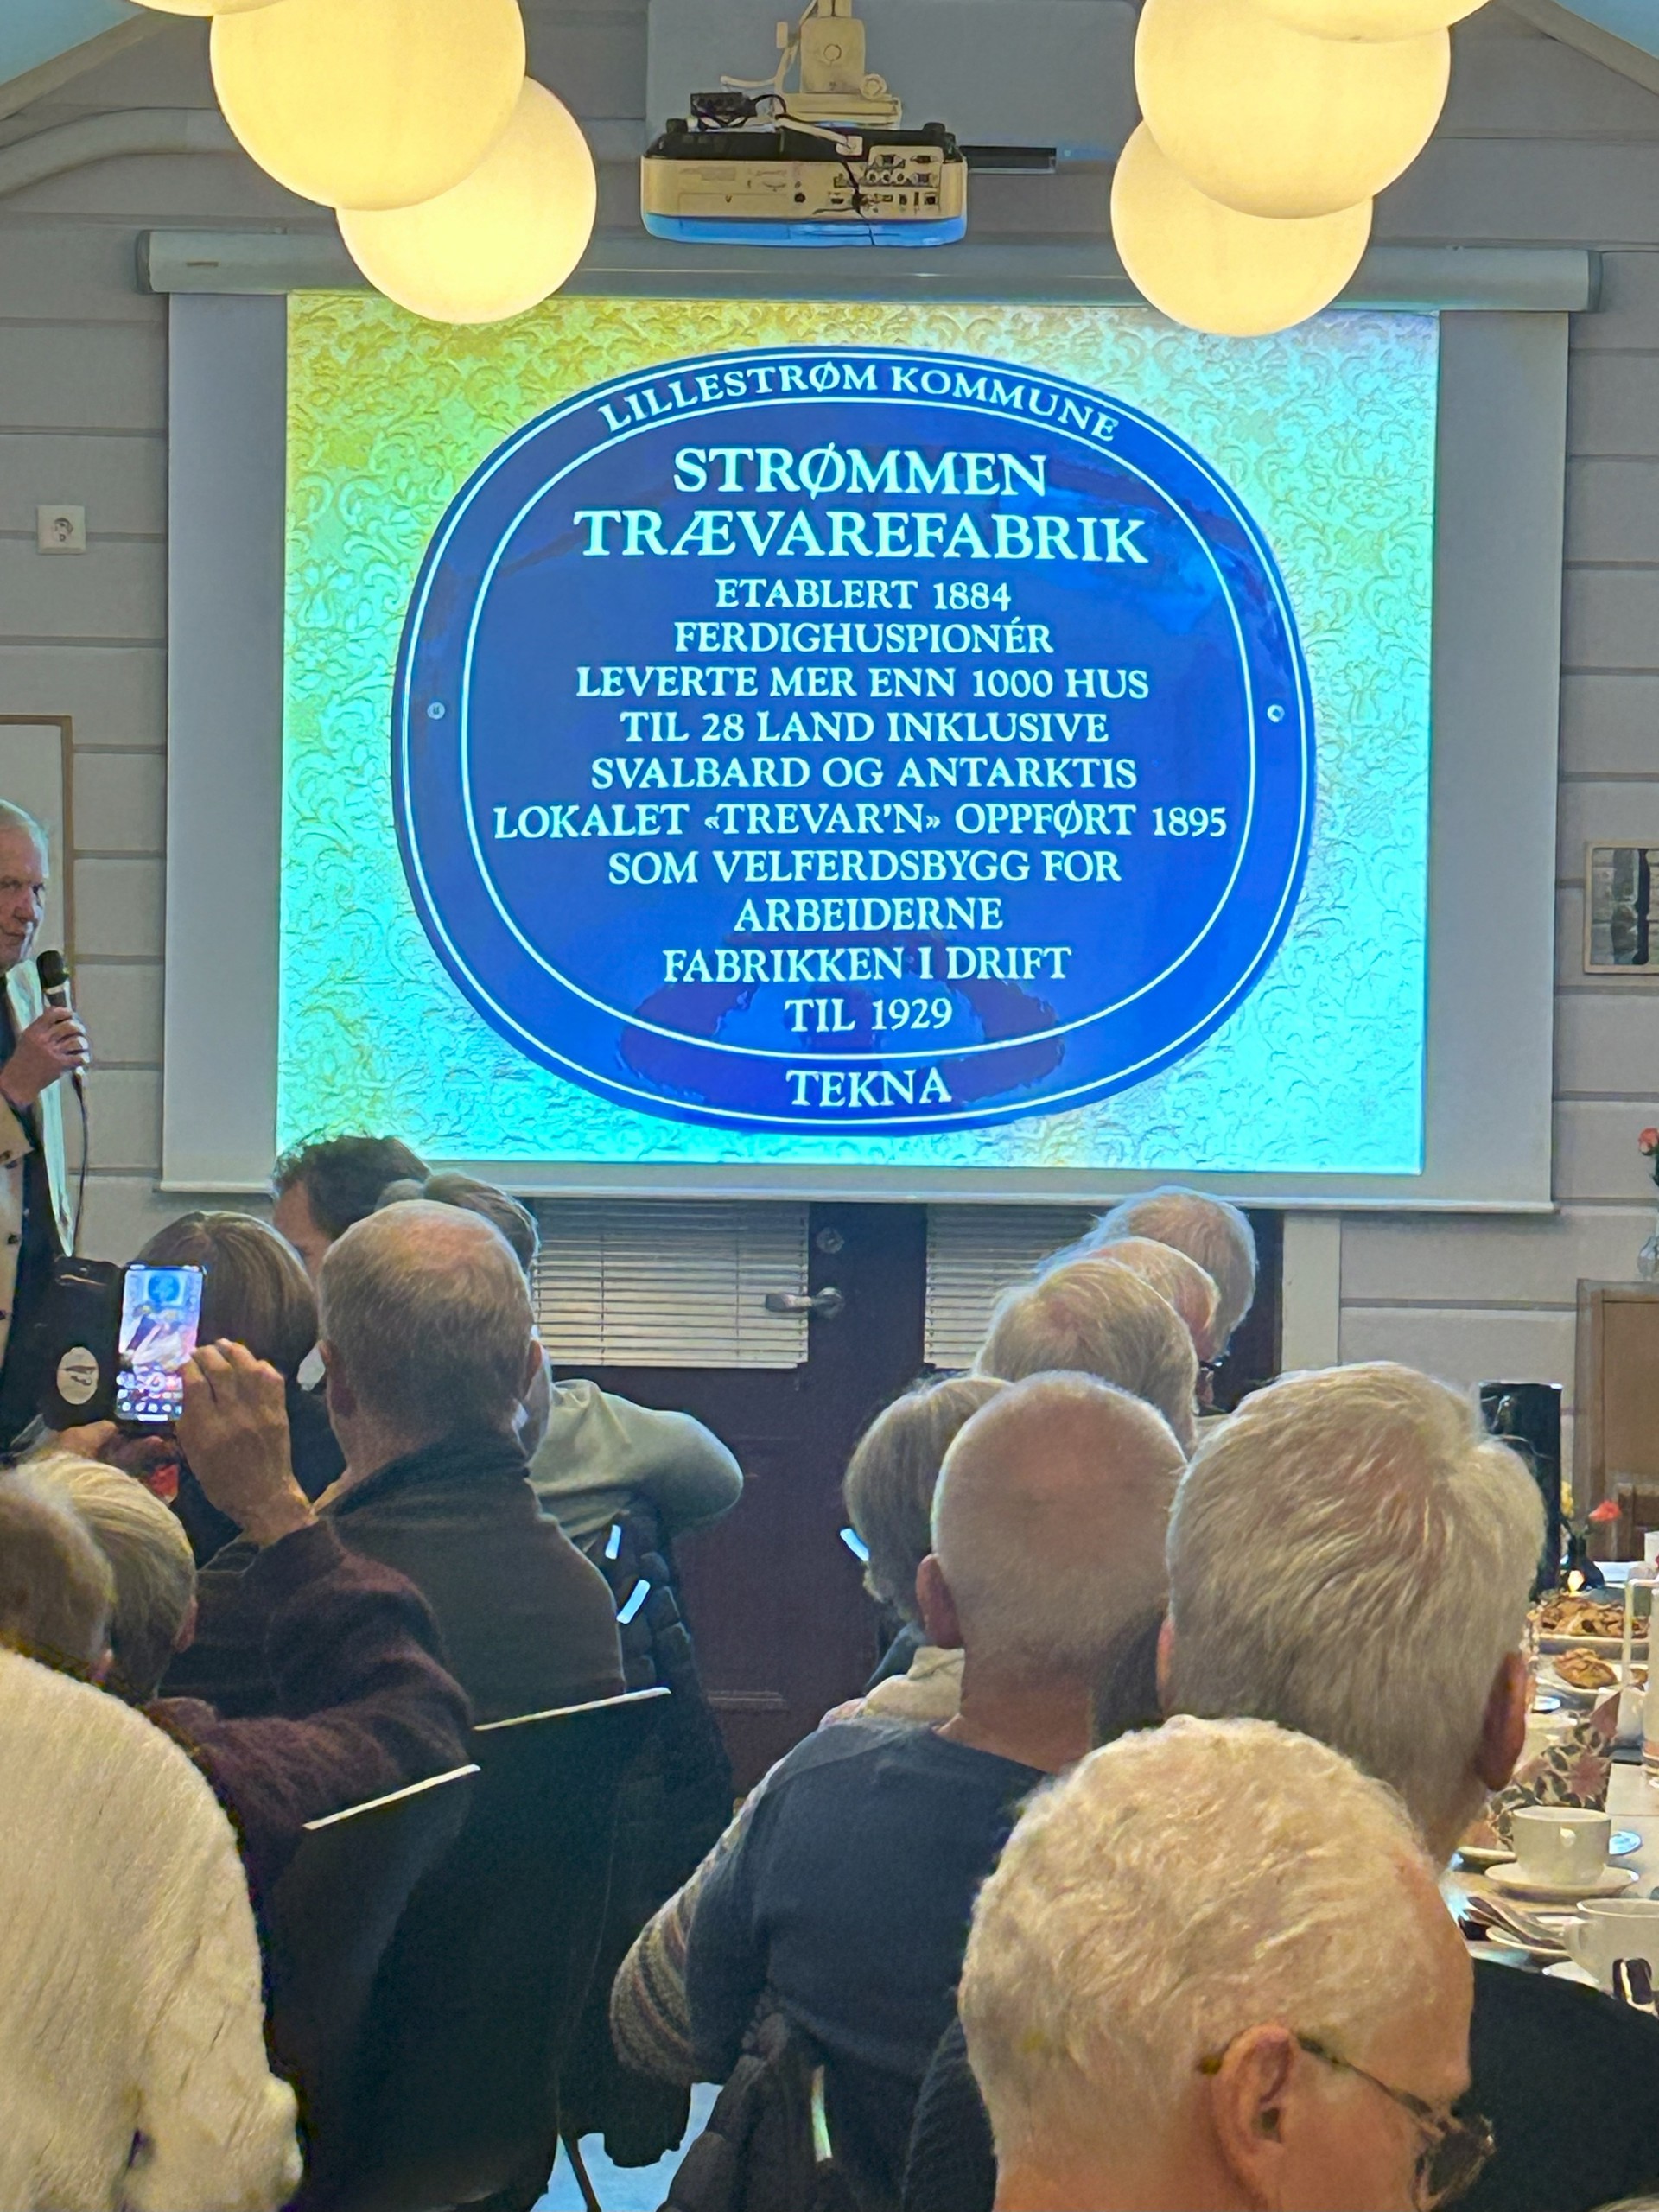 LILLESTRØM KOMMUNE
STRØMMEN
TRÆVAREFABRIK
ETABLERT 1884
FERDIGHUSPIONÉR
LEVERTE MER ENN 1000 HUS
TIL 28 LAND INKLUSIVE
SVALBARD OG ANTARKTIS
LOKALET «TREVAR'N» OPPFØRT 1895
SOM VELFERDSBYGG FOR
ARBEIDERNE
FABRIKKEN I DRIFT
TIL 1929
TEKNA